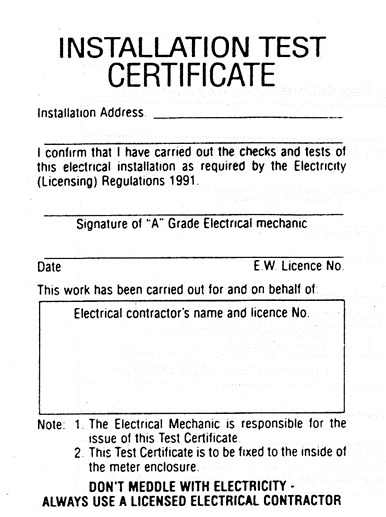 INSTALLATION TEST
CERTIFICATE
Installation Address
I confirm that I have carried out the checks and tests of
this electrical installation as required by the Electricity
(Licensing) Regulations 1991.
Signature of "A" Grade Electrical mechanic
Date E.W. Licence No.
This work has been carried out for and on behalf of:
Electrical contractor's name and licence No.
Note: 1. The Electrical Mechanic is responsible for the
issue of this Test Certificate.
2. This Test Certificate is to be fixed to the inside of
the meter enclosure.
DON'T MEDDLE WITH ELECTRICITY -
ALWAYS USE A LICENSED ELECTRICAL CONTRACTOR